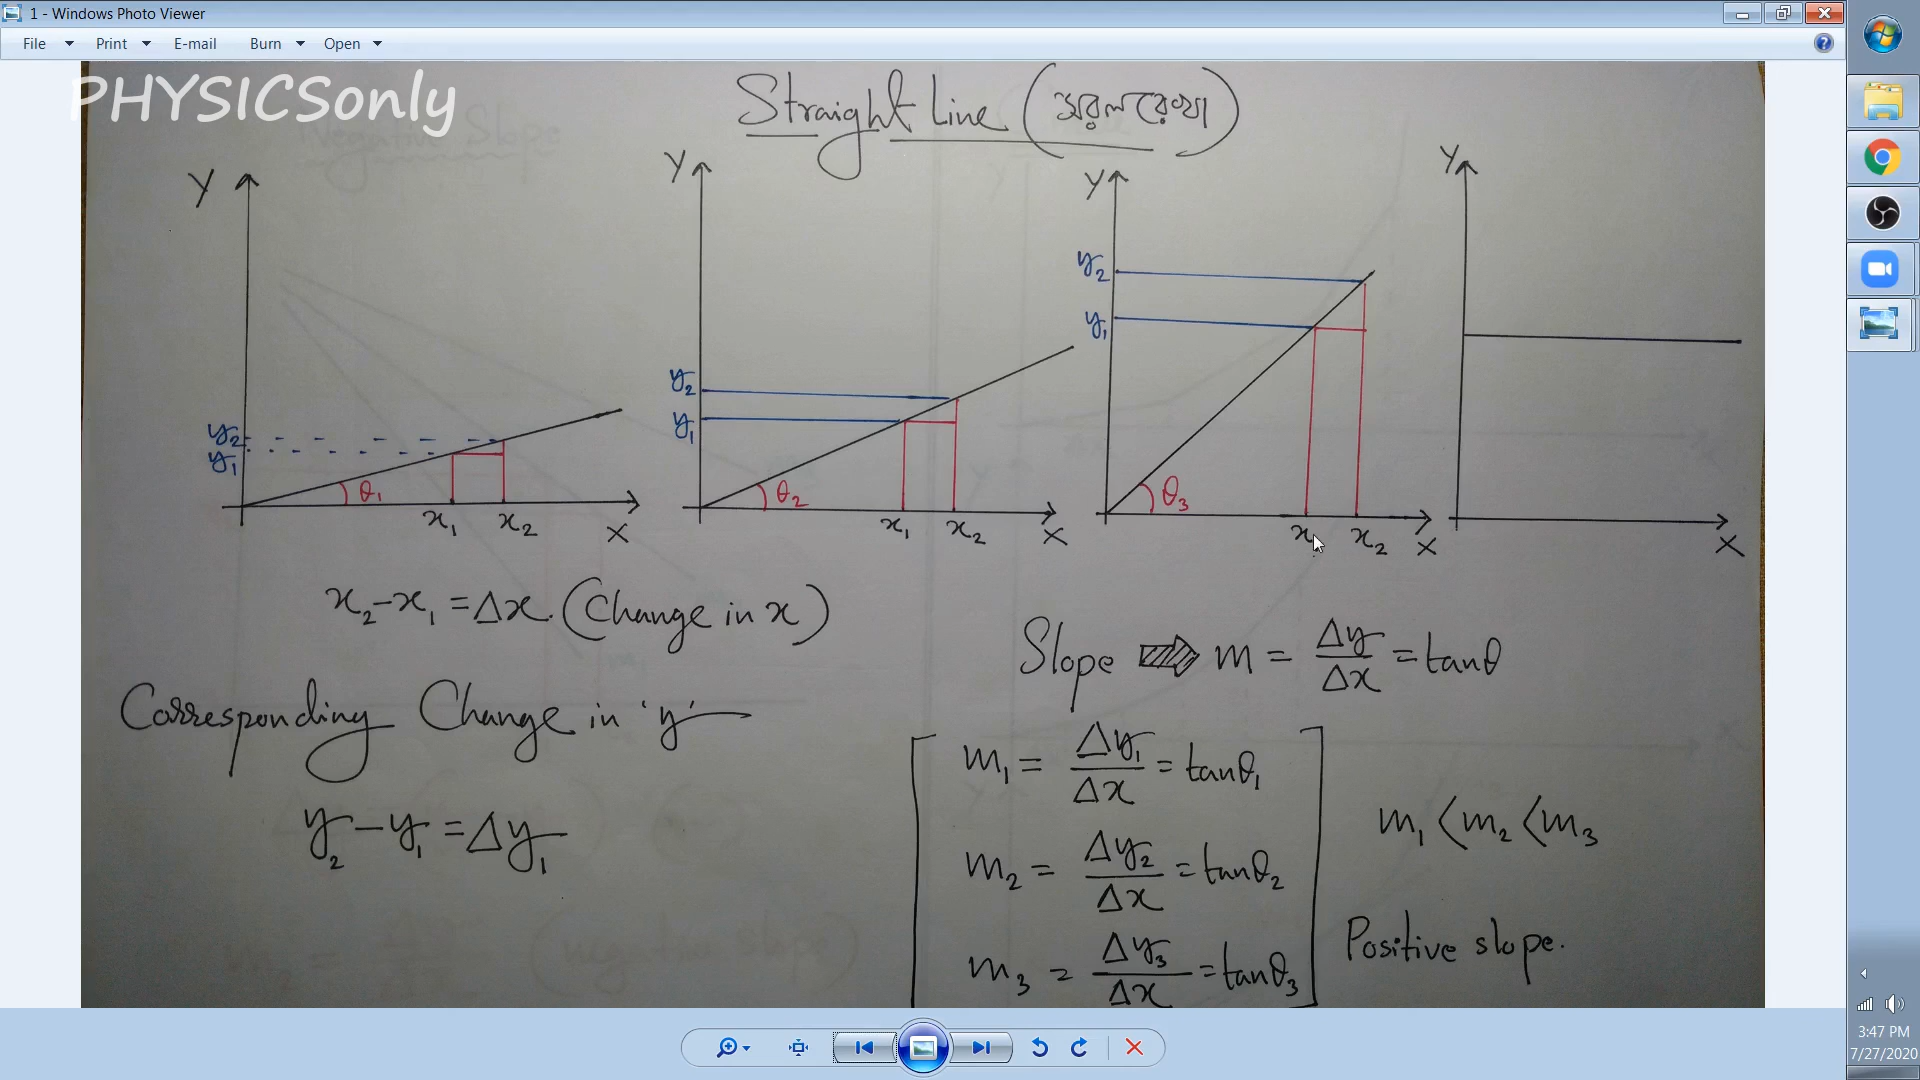 1 - Windows Photo Viewer
File Print E-mail Burn Open
PHYSICSonly
Straight Line (সরলরেখা)
Y
y2
y1
θ1
x1 x2 X
Y
y2
y1
θ2
x1 x2 X
Y
y2
y1
θ3
x x2 X
Y
X
x2-x1 = Δx. (Change in x)
Corresponding Change in 'y'
y2-y1 = Δy1
Slope ⇒ m = Δy/Δx = tanθ
m1 = Δy1/Δx = tanθ1
m2 = Δy2/Δx = tanθ2
m3 = Δy3/Δx = tanθ3
m1 < m2 < m3
Positive slope.
3:47 PM
7/27/2020